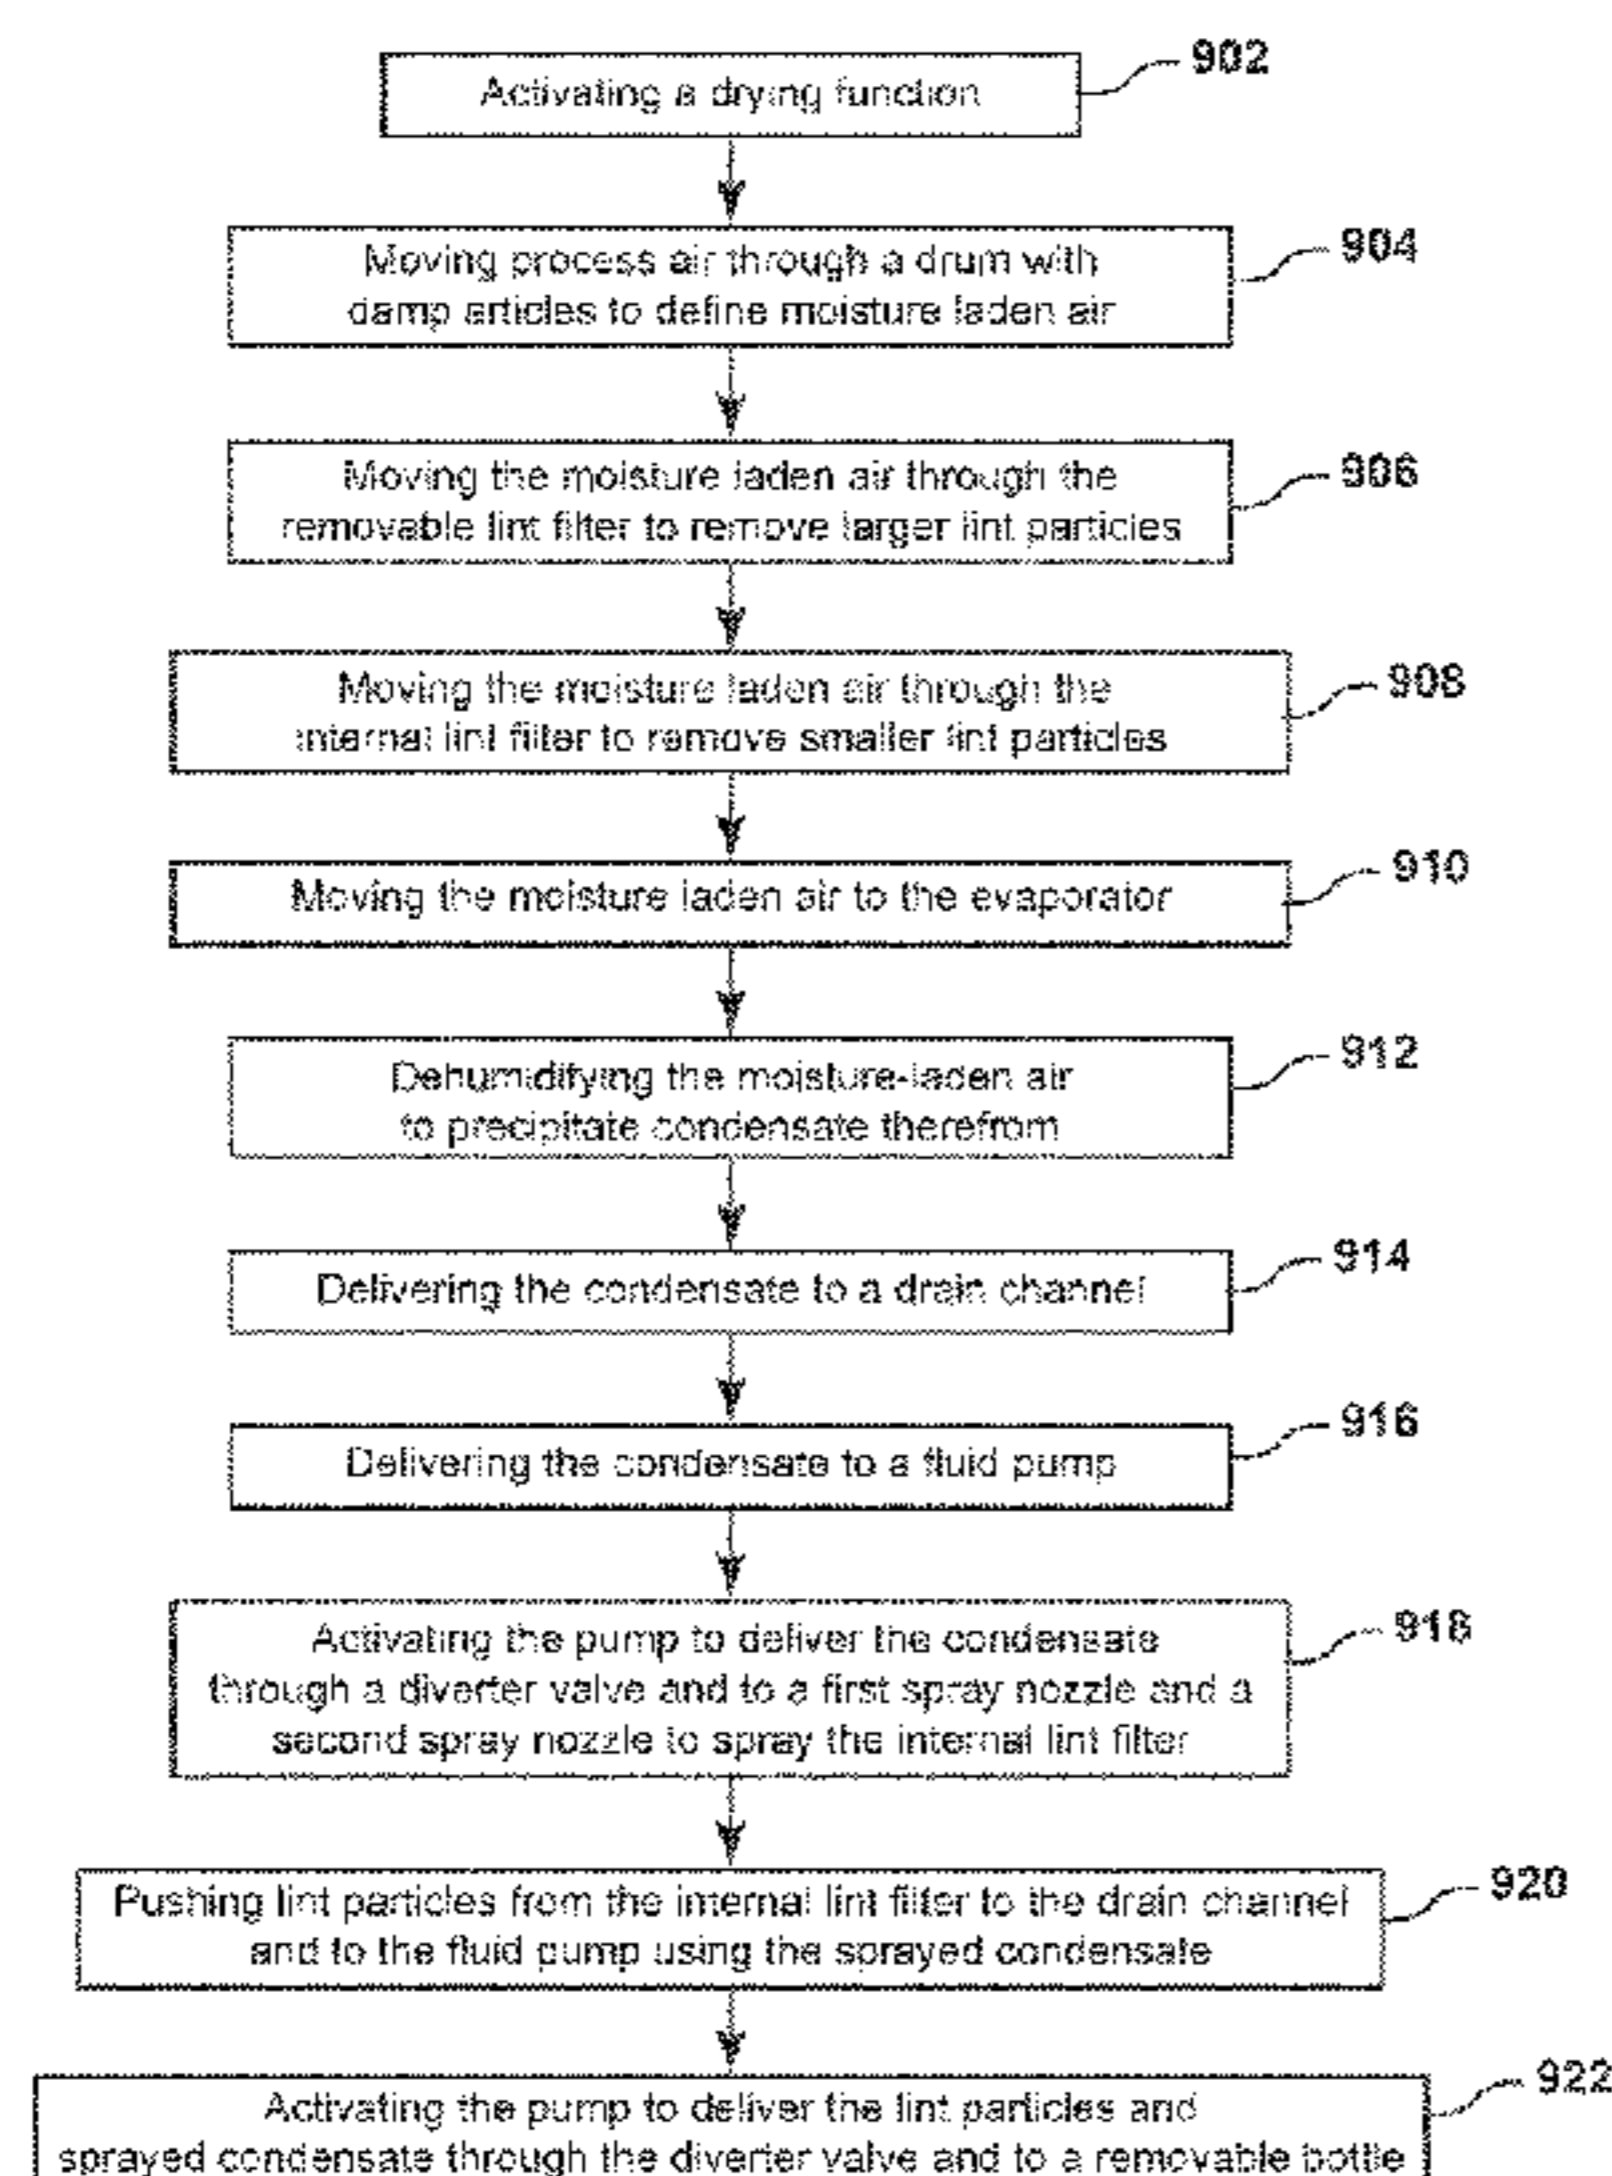 902
Activating a drying function
904
Moving process air through a drum with
damp articles to define moisture laden air
906
Moving the moisture laden air through the
removable lint filter to remove larger lint particles
908
Moving the moisture laden air through the
internal lint filter to remove smaller lint particles
910
Moving the moisture laden air to the evaporator
912
Dehumidifying the moisture-laden air
to precipitate condensate therefrom
914
Delivering the condensate to a drain channel
916
Delivering the condensate to a fluid pump
918
Activating the pump to deliver the condensate
through a diverter valve and to a first spray nozzle and a
second spray nozzle to spray the internal lint filter
920
Pushing lint particles from the internal lint filter to the drain channel
and to the fluid pump using the sprayed condensate
922
Activating the pump to deliver the lint particles and
sprayed condensate through the diverter valve and to a removable bottle